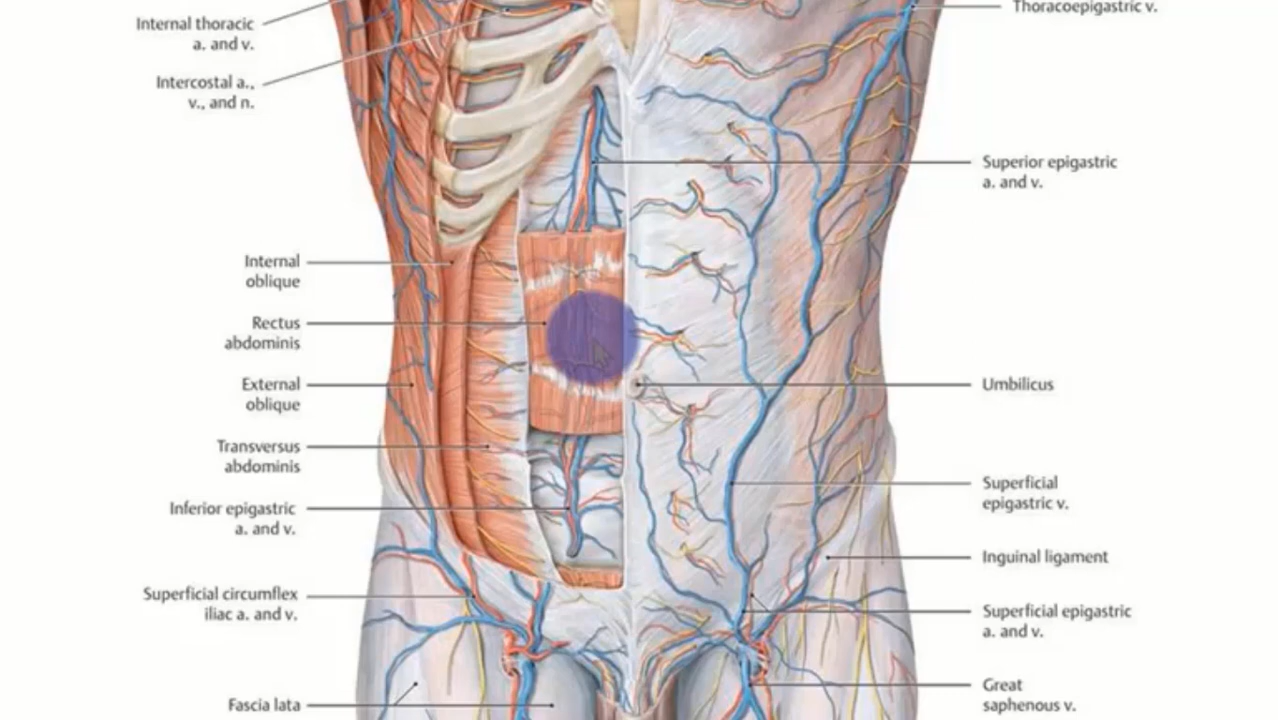 Internal thoracic
a. and v.
Intercostal a.,
v., and n.
Internal
oblique
Rectus
abdominis
External
oblique
Transversus
abdominis
Inferior epigastric
a. and v.
Superficial circumflex
iliac a. and v.
Fascia lata
Thoracoepigastric v.
Superior epigastric
a. and v.
Umbilicus
Superficial
epigastric v.
Inguinal ligament
Superficial epigastric
a. and v.
Great
saphenous v.